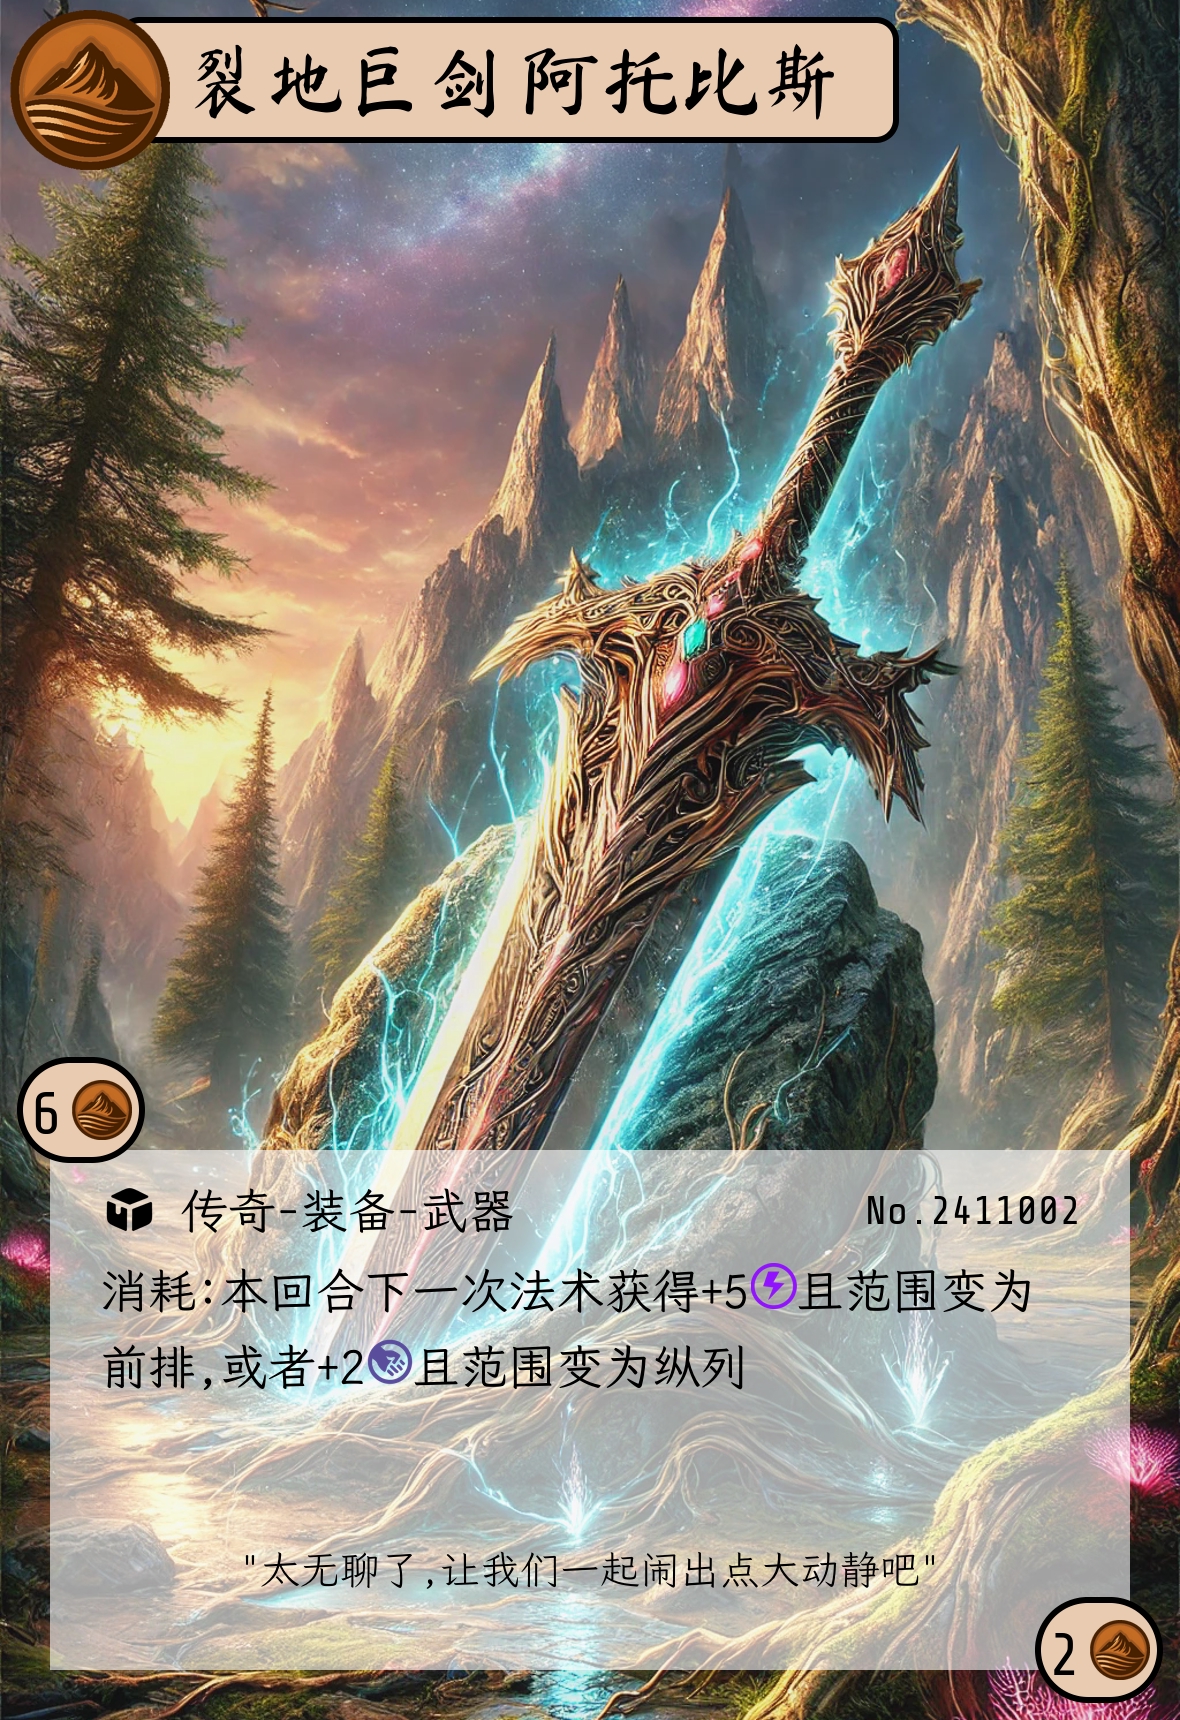 裂地巨剑阿托比斯
6
传奇-装备-武器 No.2411002
消耗:本回合下一次法术获得+5且范围变为
前排,或者+2且范围变为纵列
"太无聊了,让我们一起闹出点大动静吧"
2